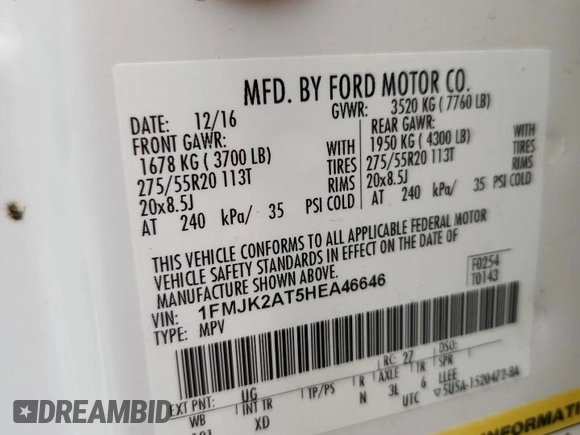 MFD. BY FORD MOTOR CO.
DATE: 12/16 GVWR: 3520 KG ( 7760 LB)
FRONT GAWR: REAR GAWR:
1678 KG ( 3700 LB) WITH 1950 KG ( 4300 LB) WITH
275/55R20 113T TIRES 275/55R20 113T TIRES
20x8.5J RIMS 20x8.5J RIMS
AT 240 kPa/ 35 PSI COLD AT 240 kPa/ 35 PSI COLD
THIS VEHICLE CONFORMS TO ALL APPLICABLE FEDERAL MOTOR
VEHICLE SAFETY STANDARDS IN EFFECT ON THE DATE OF
MANUFACTURE SHOWN ABOVE.
VIN: 1FMJK2AT5HEA46646 F0254
TYPE: MPV T0143
RC: 27 DSO:
EXT PNT: UG
WB INT TR TP/PS R AXLE TR SPR
XD N 3L 6 LLEE
UTC 5U5A-1520472-BA
INFORMATI
DREAMBID